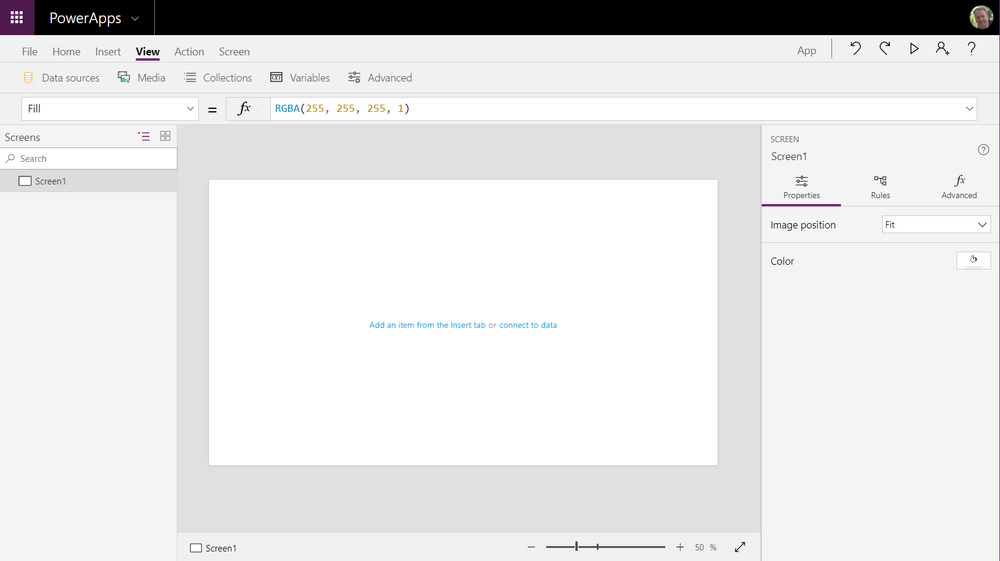 PowerApps
File Home Insert View Action Screen App
Data sources Media Collections Variables Advanced
Fill = fx RGBA(255, 255, 255, 1)
Screens
Search
Screen1
SCREEN
Screen1
Properties Rules Advanced
Image position Fit
Color
Add an item from the Insert tab or connect to data
Screen1 50 %